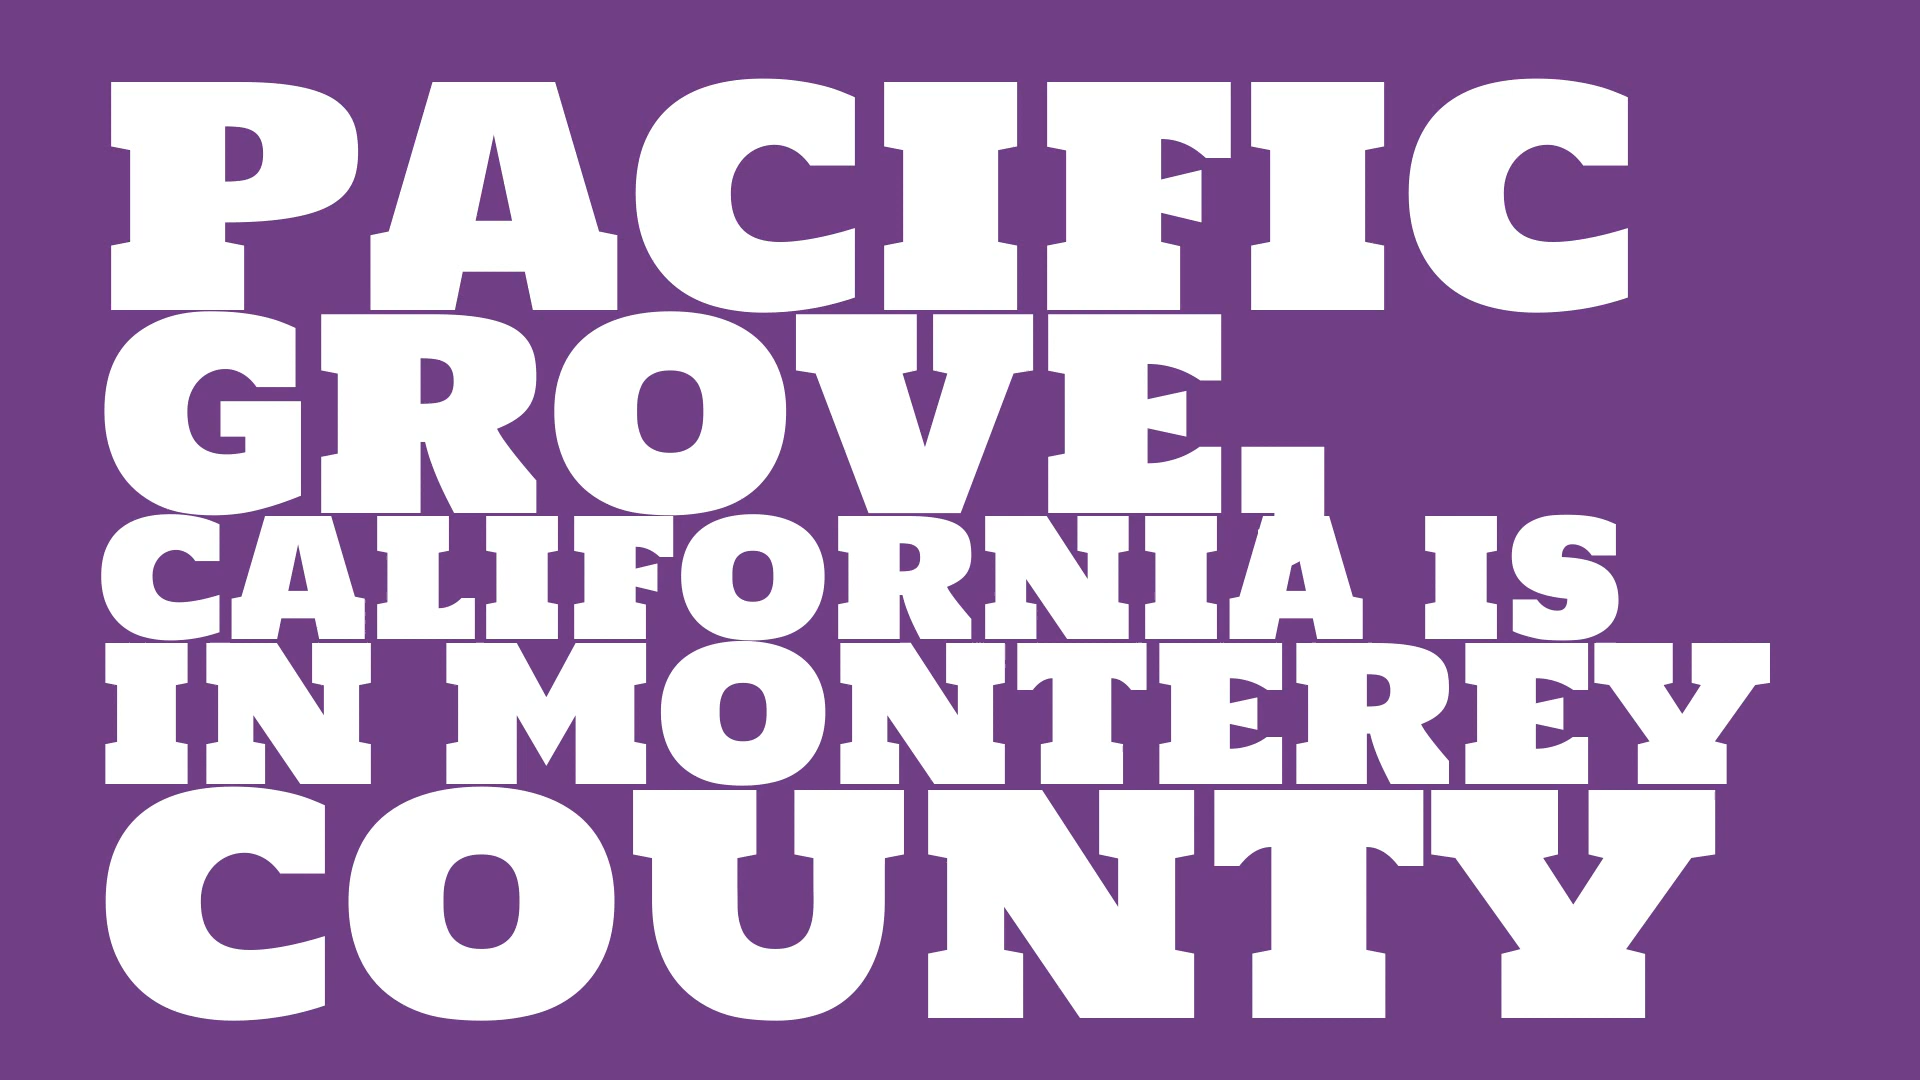 PACIFIC
GROVE,
CALIFORNIA IS
IN MONTEREY
COUNTY